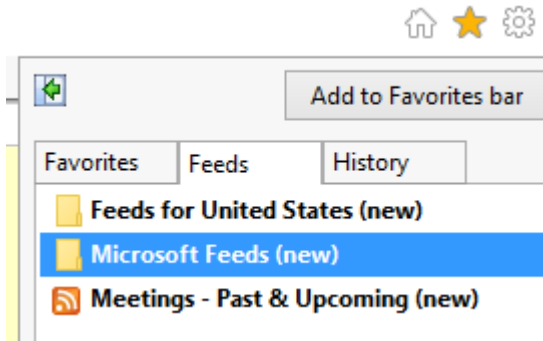 Add to Favorites bar
Favorites Feeds History
Feeds for United States (new)
Microsoft Feeds (new)
Meetings - Past & Upcoming (new)